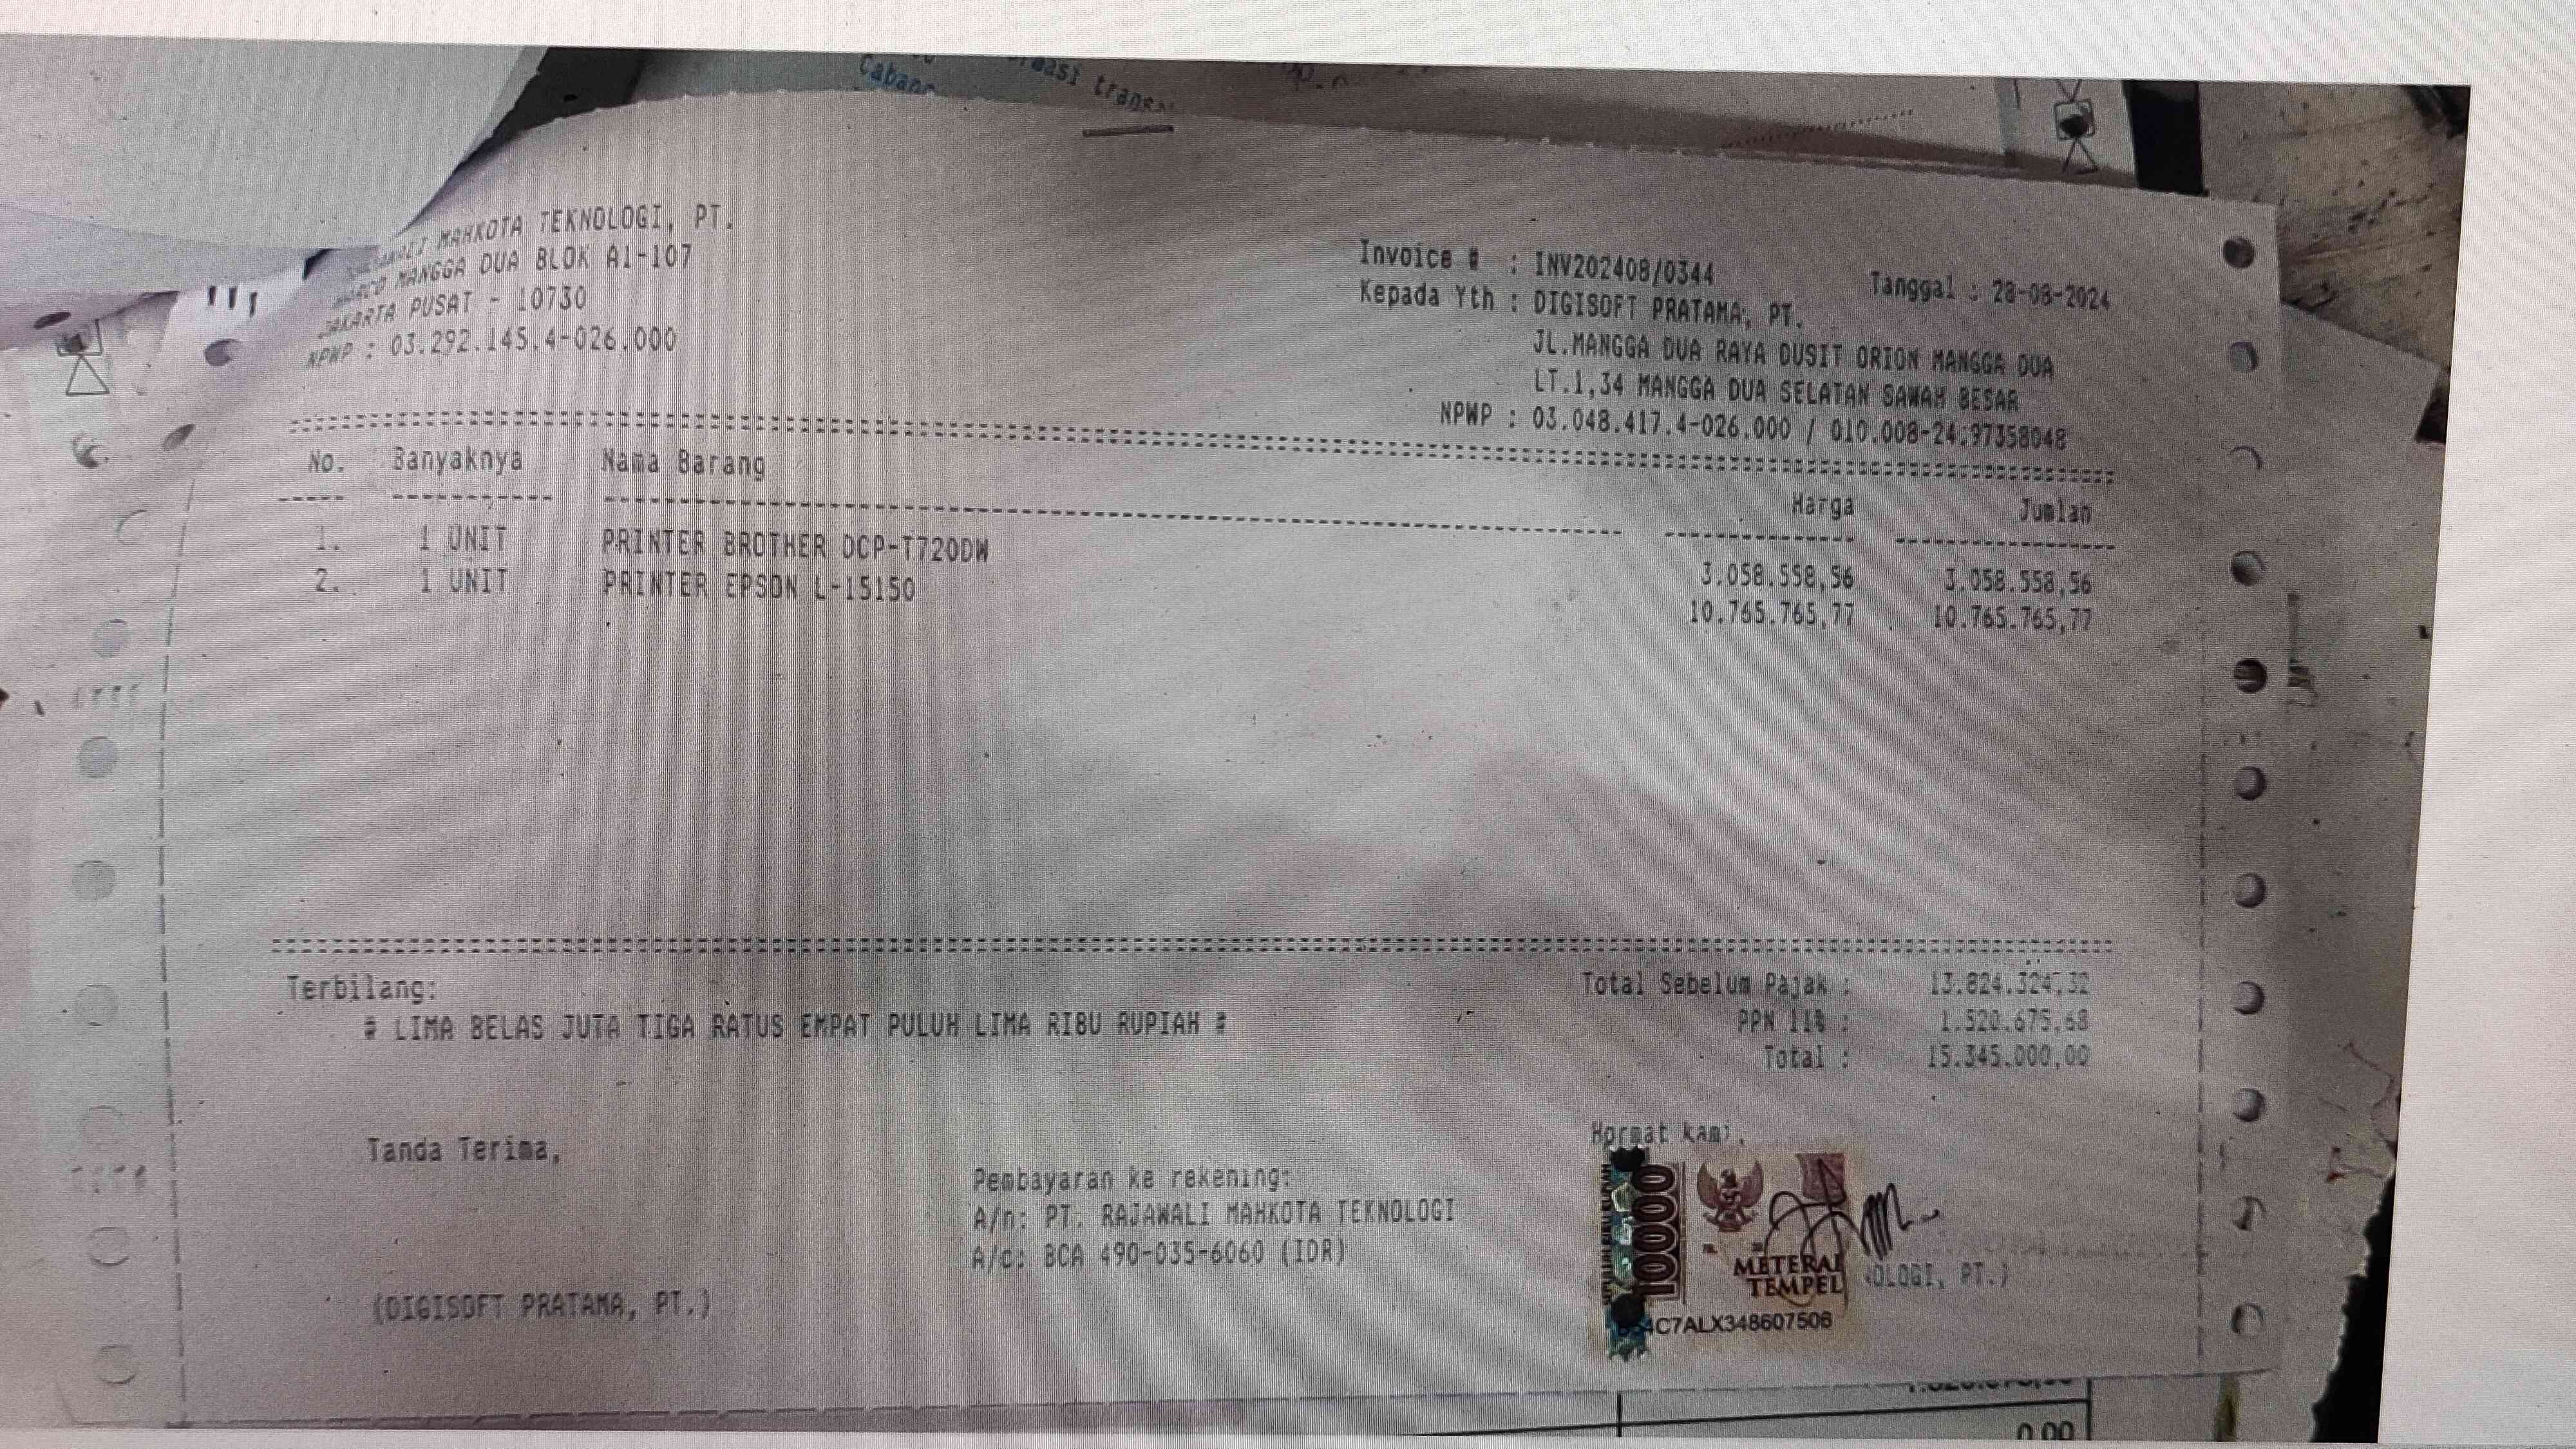 Cabang
transa
RAJAWALI MAHKOTA TEKNOLOGI, PT.
HARCO MANGGA DUA BLOK A1-107
JAKARTA PUSAT - 10730
NPWP : 03.292.145.4-026.000
Invoice # : INV202408/0344
Tanggal : 28-08-2024
Kepada Yth : DIGISOFT PRATAMA, PT.
JL.MANGGA DUA RAYA DUSIT ORION MANGGA DUA
LT.1,34 MANGGA DUA SELATAN SAWAH BESAR
NPWP : 03.048.417.4-026.000 / 010.008-24.97358048
No. Banyaknya Nama Barang Harga Jumlah
1. 1 UNIT PRINTER BROTHER DCP-T720DW 3.058.558,56 3.058.558,56
2. 1 UNIT PRINTER EPSON L-15150 10.765.765,77 10.765.765,77
Terbilang:
# LIMA BELAS JUTA TIGA RATUS EMPAT PULUH LIMA RIBU RUPIAH #
Total Sebelum Pajak : 13.824.324,32
PPN 11% : 1.520.675,68
Total : 15.345.000,00
Tanda Terima,
(DIGISOFT PRATAMA, PT.)
Pembayaran ke rekening:
A/n: PT. RAJAWALI MAHKOTA TEKNOLOGI
A/c: BCA 490-035-6060 (IDR)
Hormat kami,
10000
METERAI
TEMPEL
OLOGI, PT.)
C7ALX348607506
0.00